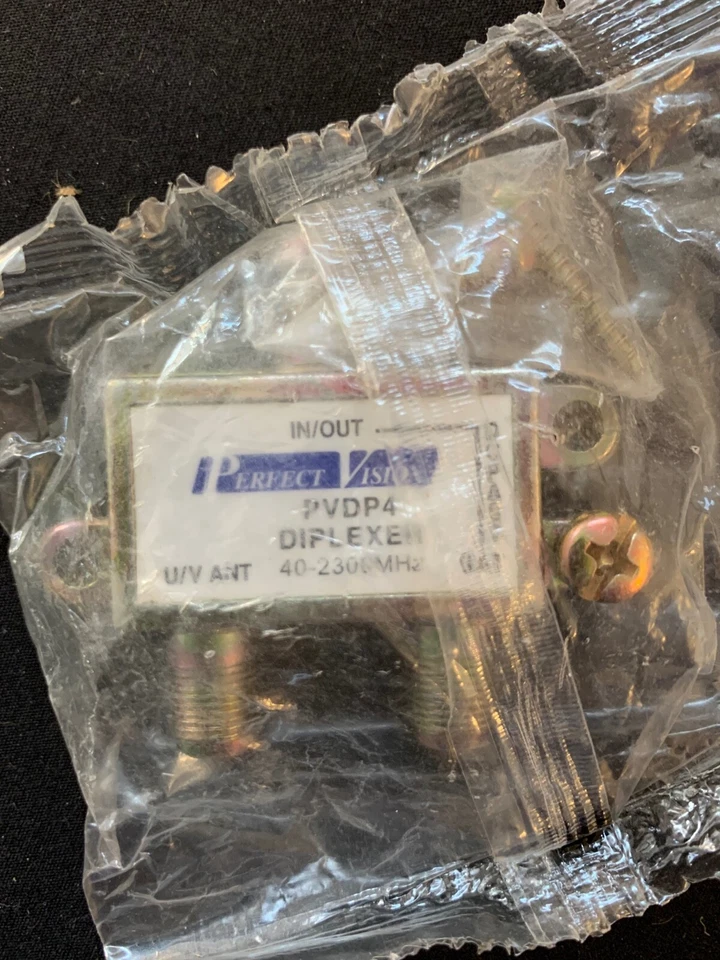 IN/OUT
PERFECT VISION
PVDP4
DIPLEXER
U/V ANT 40-2300MHz